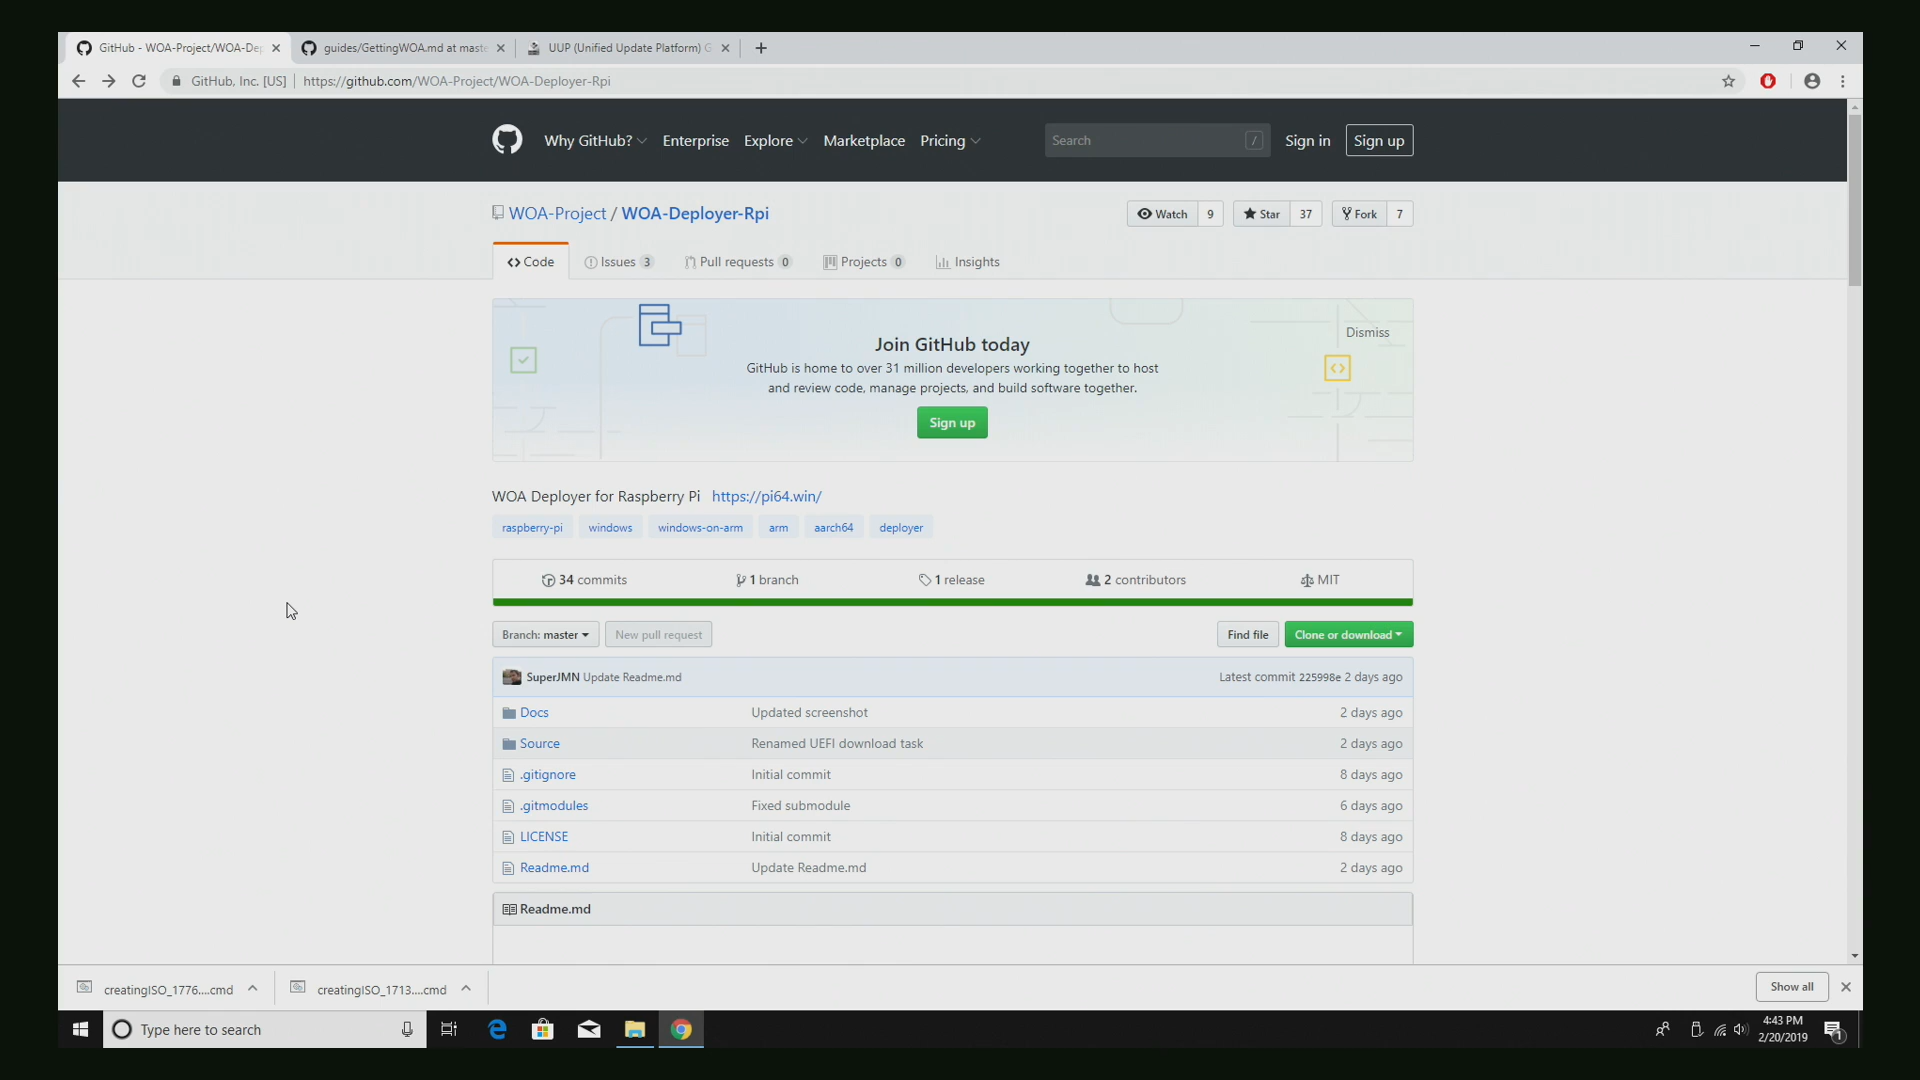 GitHub - WOA-Project/WOA-Dep
guides/GettingWOA.md at maste
UUP (Unified Update Platform) G
GitHub, Inc. [US] | https://github.com/WOA-Project/WOA-Deployer-Rpi
Why GitHub? Enterprise Explore Marketplace Pricing Search / Sign in Sign up
WOA-Project / WOA-Deployer-Rpi
Watch 9 Star 37 Fork 7
Code Issues 3 Pull requests 0 Projects 0 Insights
Join GitHub today
Dismiss
GitHub is home to over 31 million developers working together to host
and review code, manage projects, and build software together.
Sign up
WOA Deployer for Raspberry Pi https://pi64.win/
raspberry-pi windows windows-on-arm arm aarch64 deployer
34 commits 1 branch 1 release 2 contributors MIT
Branch: master New pull request Find file Clone or download
SuperJMN Update Readme.md Latest commit 225998e 2 days ago
Docs Updated screenshot 2 days ago
Source Renamed UEFI download task 2 days ago
.gitignore Initial commit 8 days ago
.gitmodules Fixed submodule 6 days ago
LICENSE Initial commit 8 days ago
Readme.md Update Readme.md 2 days ago
Readme.md
creatingISO_1776....cmd creatingISO_1713....cmd Show all
Type here to search
4:43 PM
2/20/2019
1